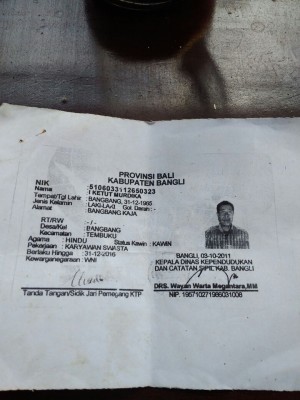 PROVINSI BALI
KABUPATEN BANGLI
NIK : 5106033112650323
Nama : I KETUT MURDIKA
Tempat/Tgl Lahir : BANGBANG, 31-12-1965
Jenis Kelamin : LAKI-LAKI Gol. Darah : -
Alamat : BANGBANG KAJA
RT/RW : -/-
Desa/Kel : BANGBANG
Kecamatan : TEMBUKU
Agama : HINDU Status Kawin : KAWIN
Pekerjaan : KARYAWAN SWASTA
Berlaku Hingga : 31-12-2016
Kewarganegaraan : WNI
BANGLI, 03-10-2011
KEPALA DINAS KEPENDUDUKAN
DAN CATATAN SIPIL KAB. BANGLI
Tanda Tangan/Sidik Jari Pemegang KTP
DRS. Wayan Warta Megantara,MM
NIP. 195710271986031008